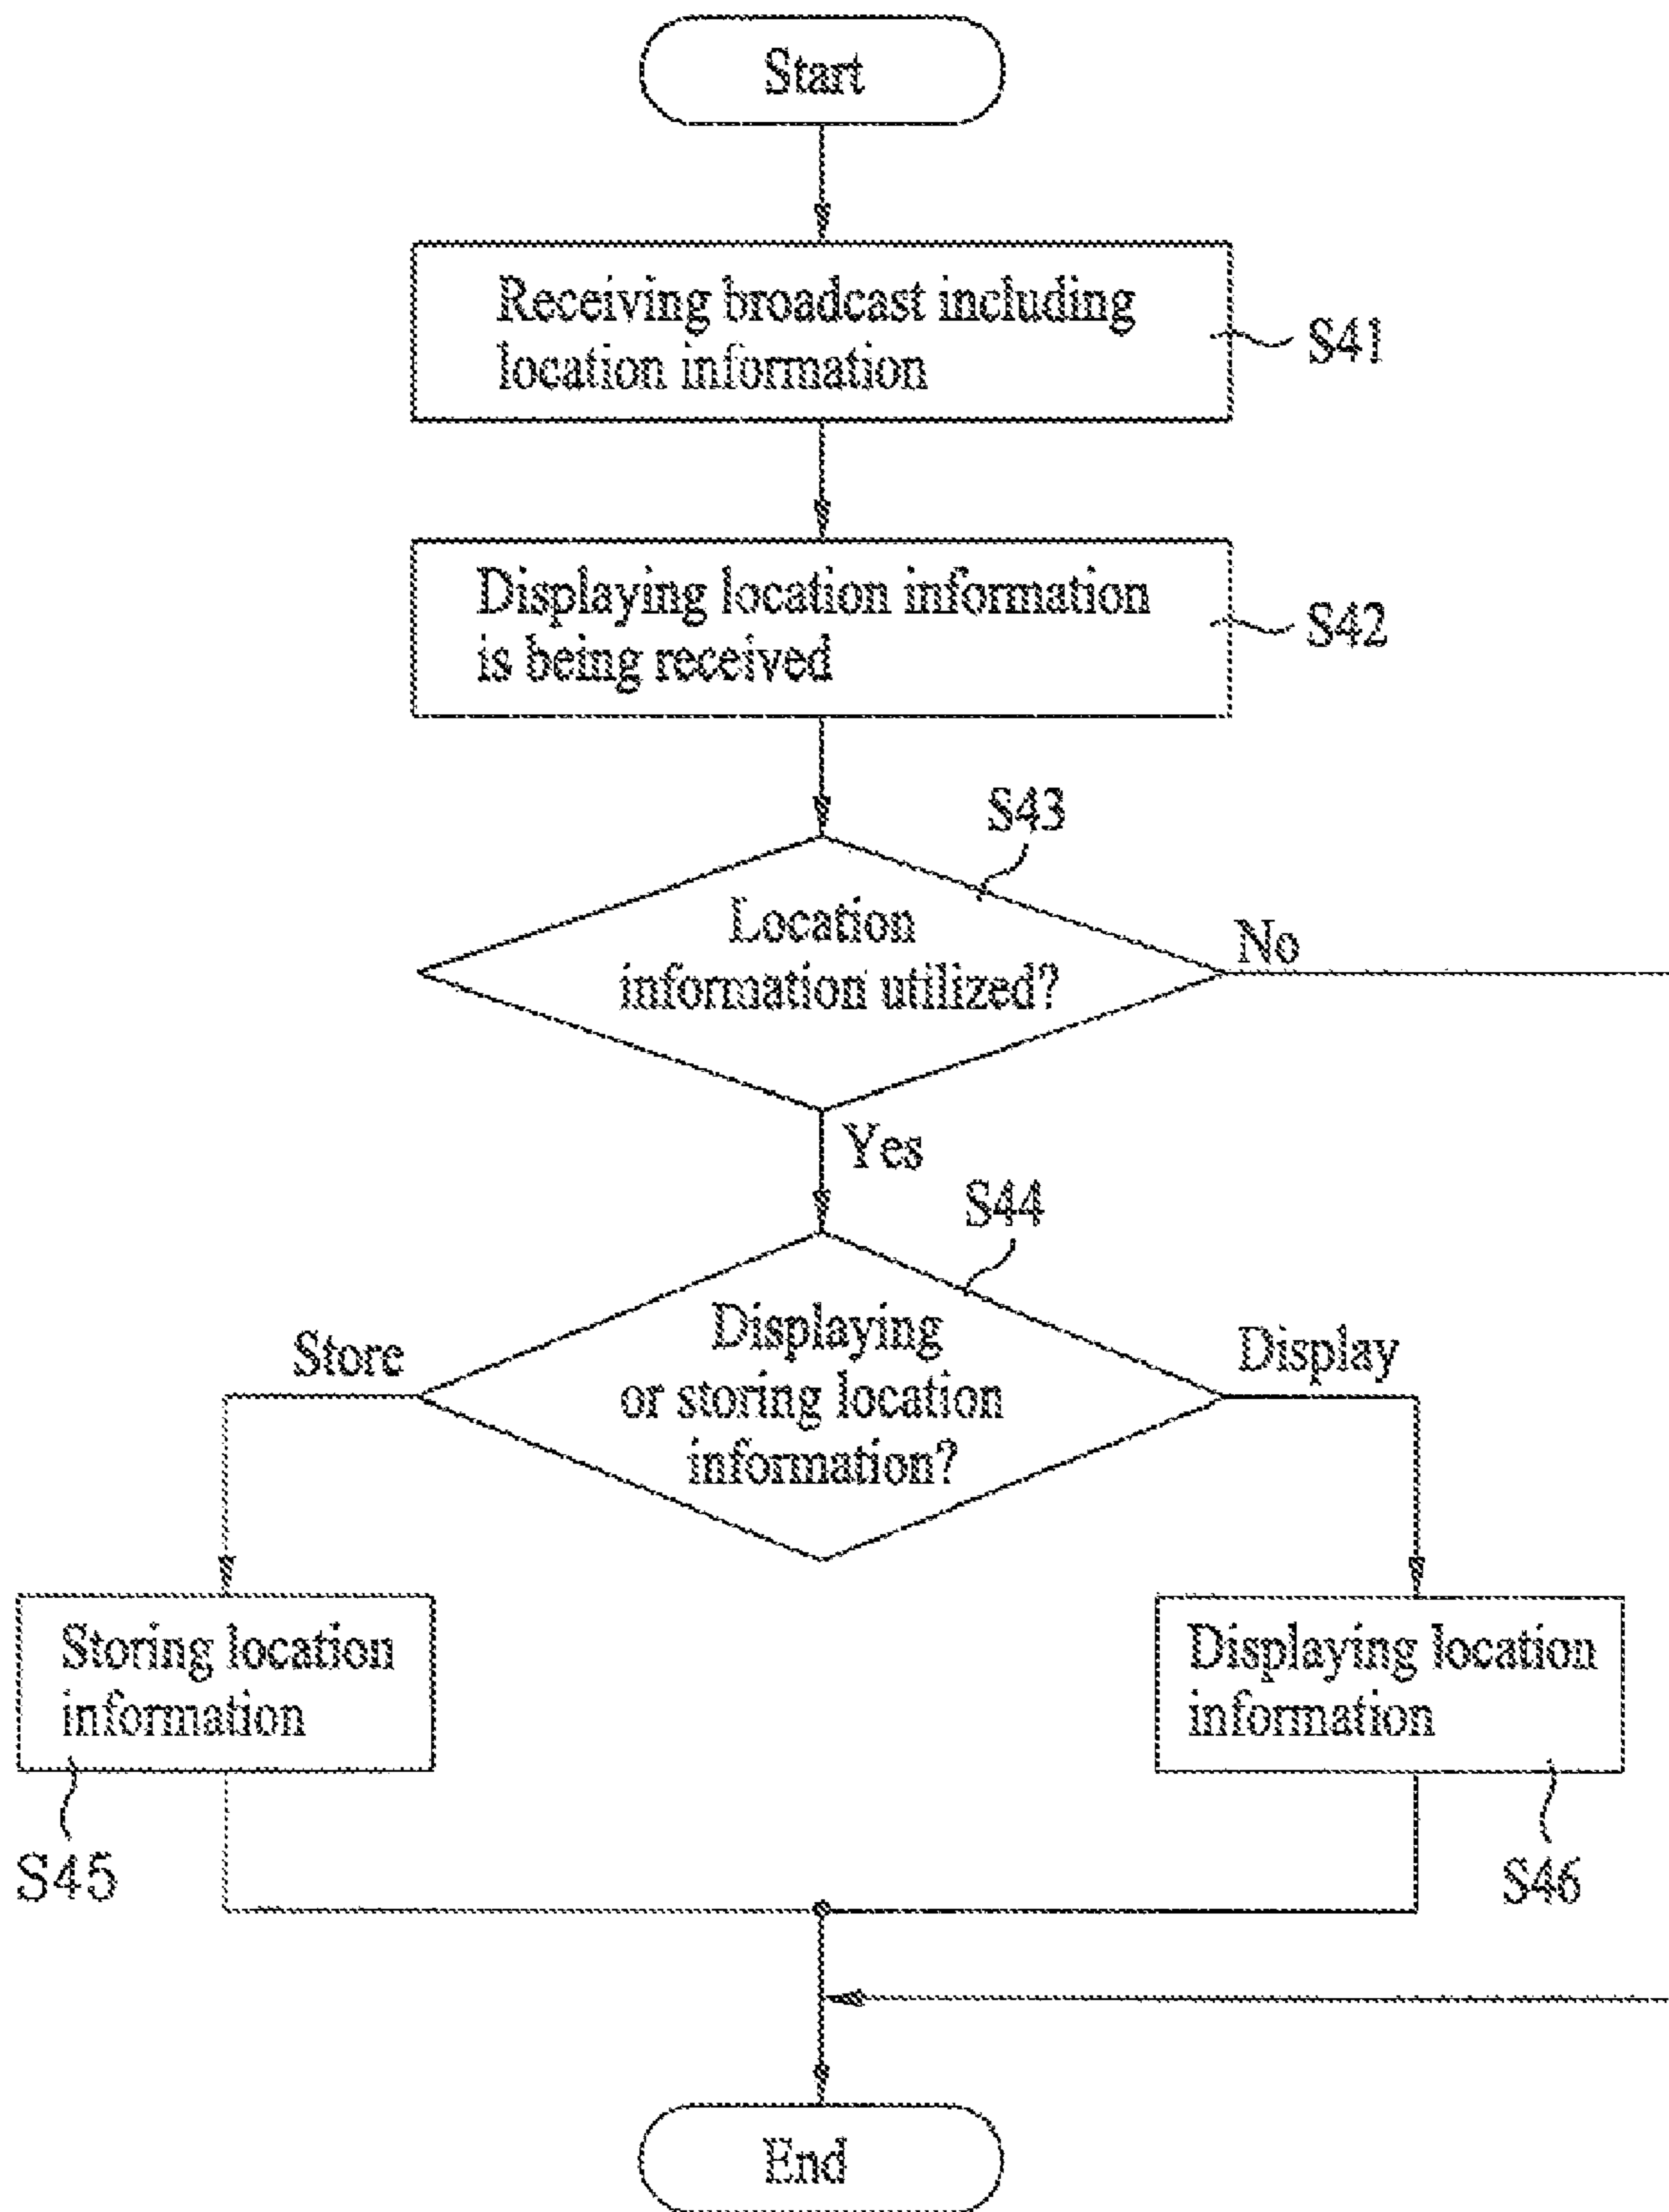 Start
Receiving broadcast including
location information
S41
Displaying location information
is being received
S42
S43
Location
information utilized?
No
Yes
S44
Displaying
or storing location
information?
Store
Display
Storing location
information
S45
Displaying location
information
S46
End